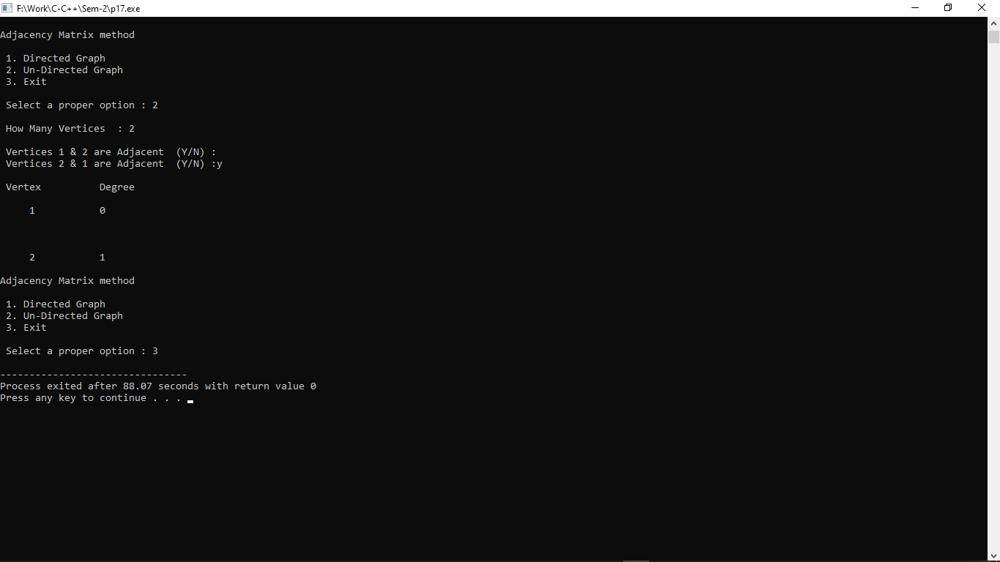 F:\Work\C-C++\Sem-2\p17.exe
Adjacency Matrix method
1. Directed Graph
2. Un-Directed Graph
3. Exit
Select a proper option : 2
How Many Vertices  : 2
Vertices 1 & 2 are Adjacent  (Y/N) :
Vertices 2 & 1 are Adjacent  (Y/N) :y
Vertex          Degree
1           0
2           1
Adjacency Matrix method
1. Directed Graph
2. Un-Directed Graph
3. Exit
Select a proper option : 3
--------------------------------
Process exited after 88.07 seconds with return value 0
Press any key to continue . . .